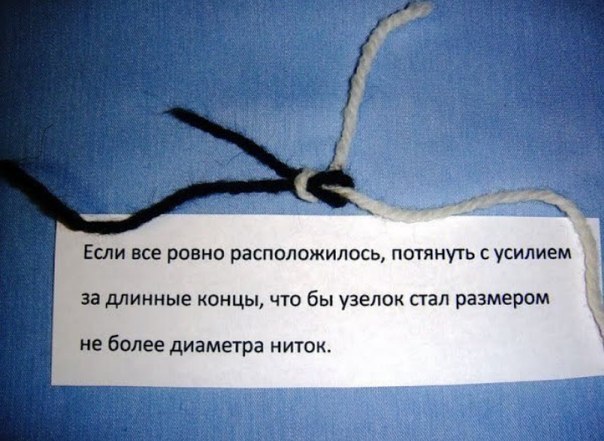 Если все ровно расположилось, потянуть с усилием
за длинные концы, что бы узелок стал размером
не более диаметра ниток.